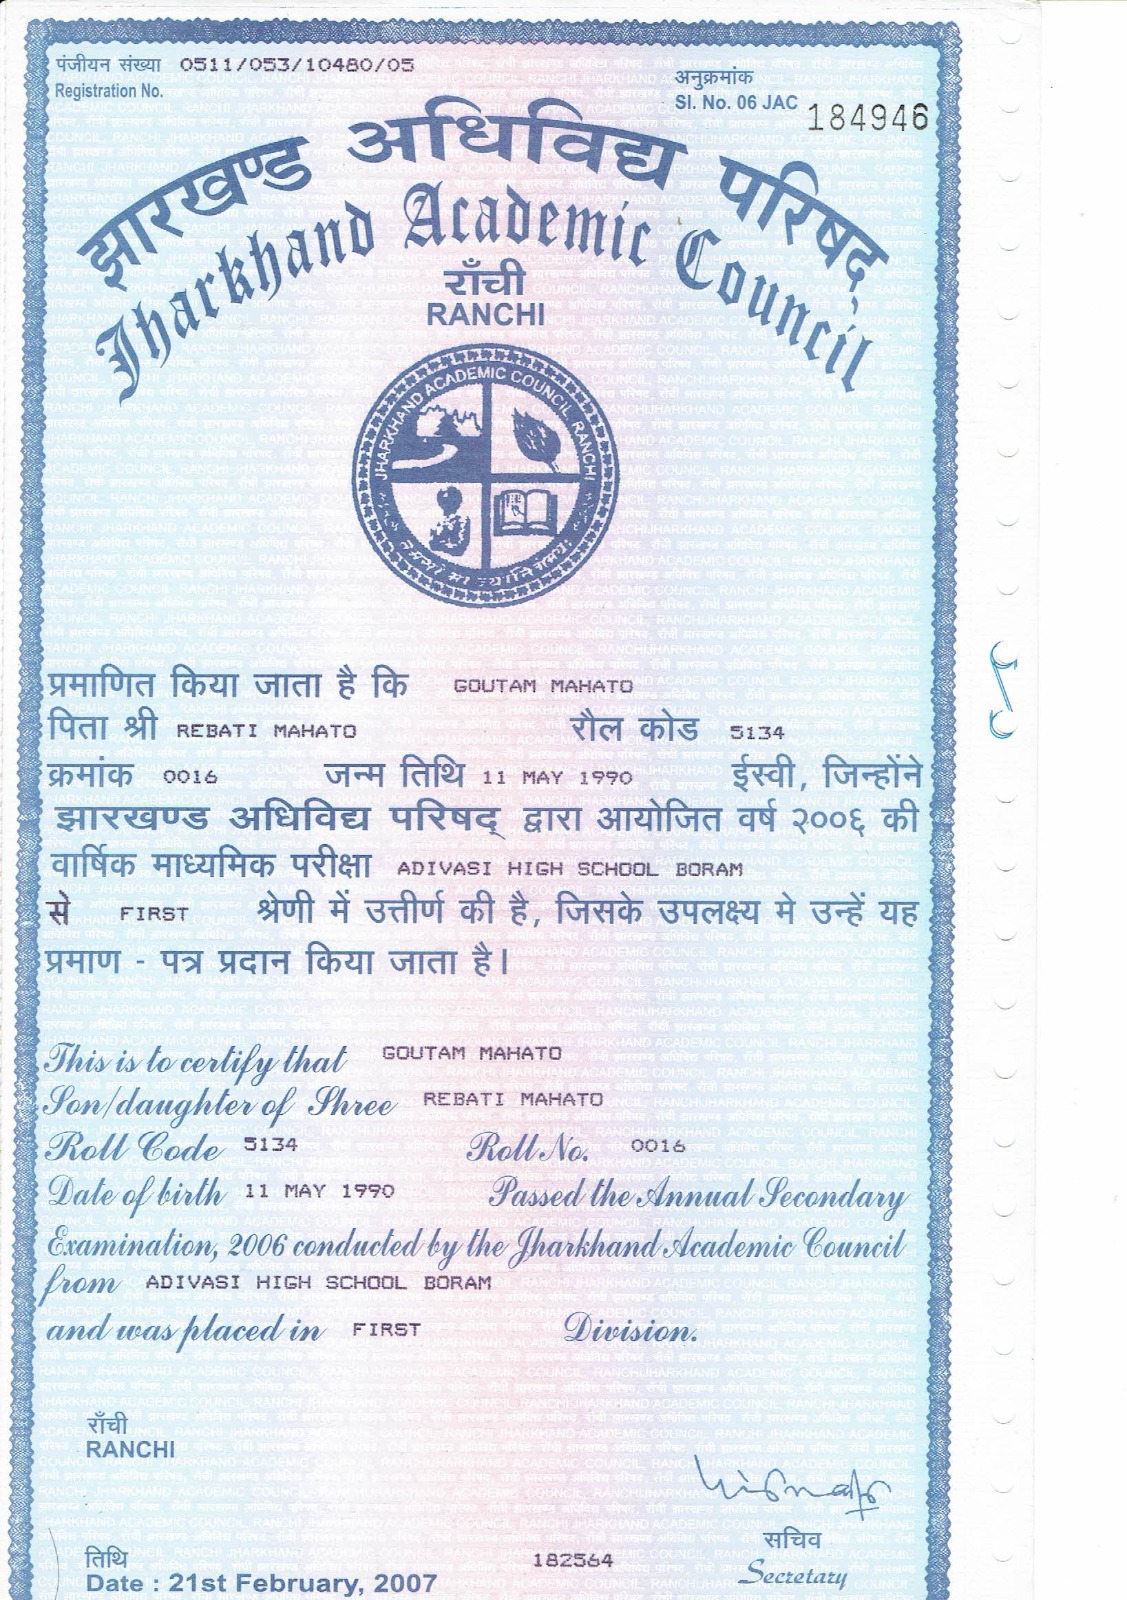 पंजीयन संख्या 0511/053/10480/05
Registration No.
अनुक्रमांक
Sl. No. 06 JAC 184946
झारखण्ड अधिविद्य परिषद्
Jharkhand Academic Council
राँची
RANCHI
JHARKHAND ACADEMIC COUNCIL, RANCHI
प्रमाणित किया जाता है कि GOUTAM MAHATO
पिता श्री REBATI MAHATO रौल कोड 5134
क्रमांक 0016 जन्म तिथि 11 MAY 1990 ईस्वी, जिन्होंने
झारखण्ड अधिविद्य परिषद् द्वारा आयोजित वर्ष २००६ की
वार्षिक माध्यमिक परीक्षा ADIVASI HIGH SCHOOL BORAM
से FIRST श्रेणी में उत्तीर्ण की है, जिसके उपलक्ष्य मे उन्हें यह
प्रमाण - पत्र प्रदान किया जाता है।
This is to certify that GOUTAM MAHATO
Son/daughter of Shree REBATI MAHATO
Roll Code 5134 Roll No. 0016
Date of birth 11 MAY 1990 Passed the Annual Secondary
Examination, 2006 conducted by the Jharkhand Academic Council
from ADIVASI HIGH SCHOOL BORAM
and was placed in FIRST Division.
राँची
RANCHI
सचिव
Secretary
तिथि
Date : 21st February, 2007
182564